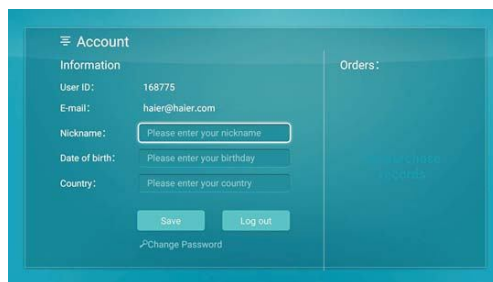 Account
Information
User ID: 168775
E-mail: haier@haier.com
Nickname: Please enter your nickname
Date of birth: Please enter your birthday
Country: Please enter your country
Save Log out
Change Password
Orders:
records